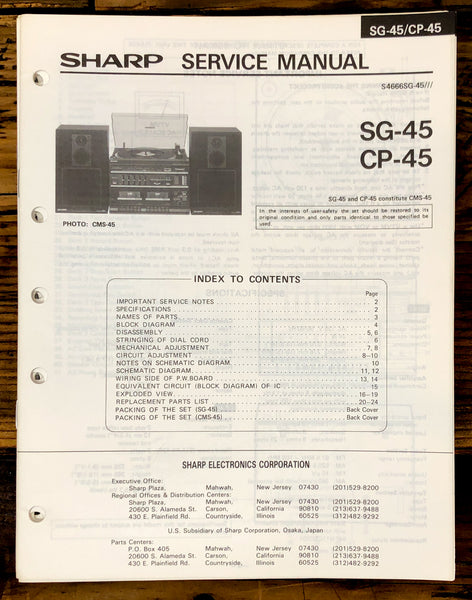 SG-45/CP-45
SHARP SERVICE MANUAL
S4666SG-45///
SG-45
CP-45
SG-45 and CP-45 constitute CMS-45
In the interests of user-safety the set should be restored to its
original condition and only parts identical to those specified be
used.
PHOTO: CMS-45
INDEX TO CONTENTS
Page
IMPORTANT SERVICE NOTES 2
SPECIFICATIONS 2
NAMES OF PARTS 3
BLOCK DIAGRAM 4
DISASSEMBLY 5, 6
STRINGING OF DIAL CORD 6
MECHANICAL ADJUSTMENT 7, 8
CIRCUIT ADJUSTMENT 8–10
NOTES ON SCHEMATIC DIAGRAM 10
SCHEMATIC DIAGRAM 11, 12
WIRING SIDE OF P.W.BOARD 13, 14
EQUIVALENT CIRCUIT (BLOCK DIAGRAM) OF IC 15
EXPLODED VIEW 16–19
REPLACEMENT PARTS LIST 20–24
PACKING OF THE SET (SG-45) Back Cover
PACKING OF THE SET (CMS-45) Back Cover
SHARP ELECTRONICS CORPORATION
Executive Office:
Sharp Plaza, Mahwah, New Jersey 07430 (201)529-8200
Regional Offices & Distribution Centers:
Sharp Plaza, Mahwah, New Jersey 07430 (201)529-8200
20600 S. Alameda St. Carson, California 90810 (213)637-9488
430 E. Plainfield Rd. Countryside, Illinois 60525 (312)482-9292
U.S. Subsidiary of Sharp Corporation, Osaka, Japan
Parts Centers:
P.O. Box 405 Mahwah, New Jersey 07430 (201)529-8200
20600 S. Alameda St. Carson, California 90810 (213)637-9488
430 E. Plainfield Rd. Countryside, Illinois 60525 (312)482-9292